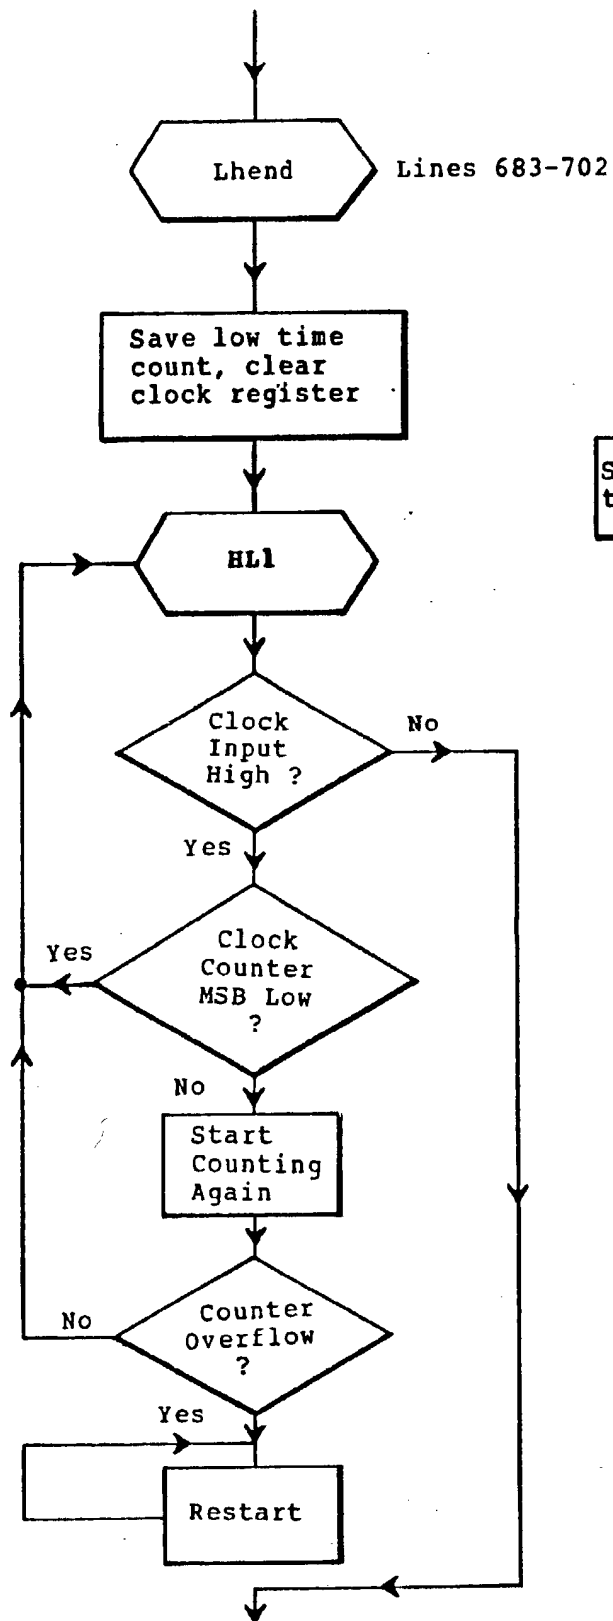 Lhend
Lines 683-702
Save low time
count, clear
clock register
S
t
HL1
Clock
Input
High ?
No
Yes
Clock
Counter
MSB Low
?
Yes
No
Start
Counting
Again
Counter
Overflow
?
No
Yes
Restart